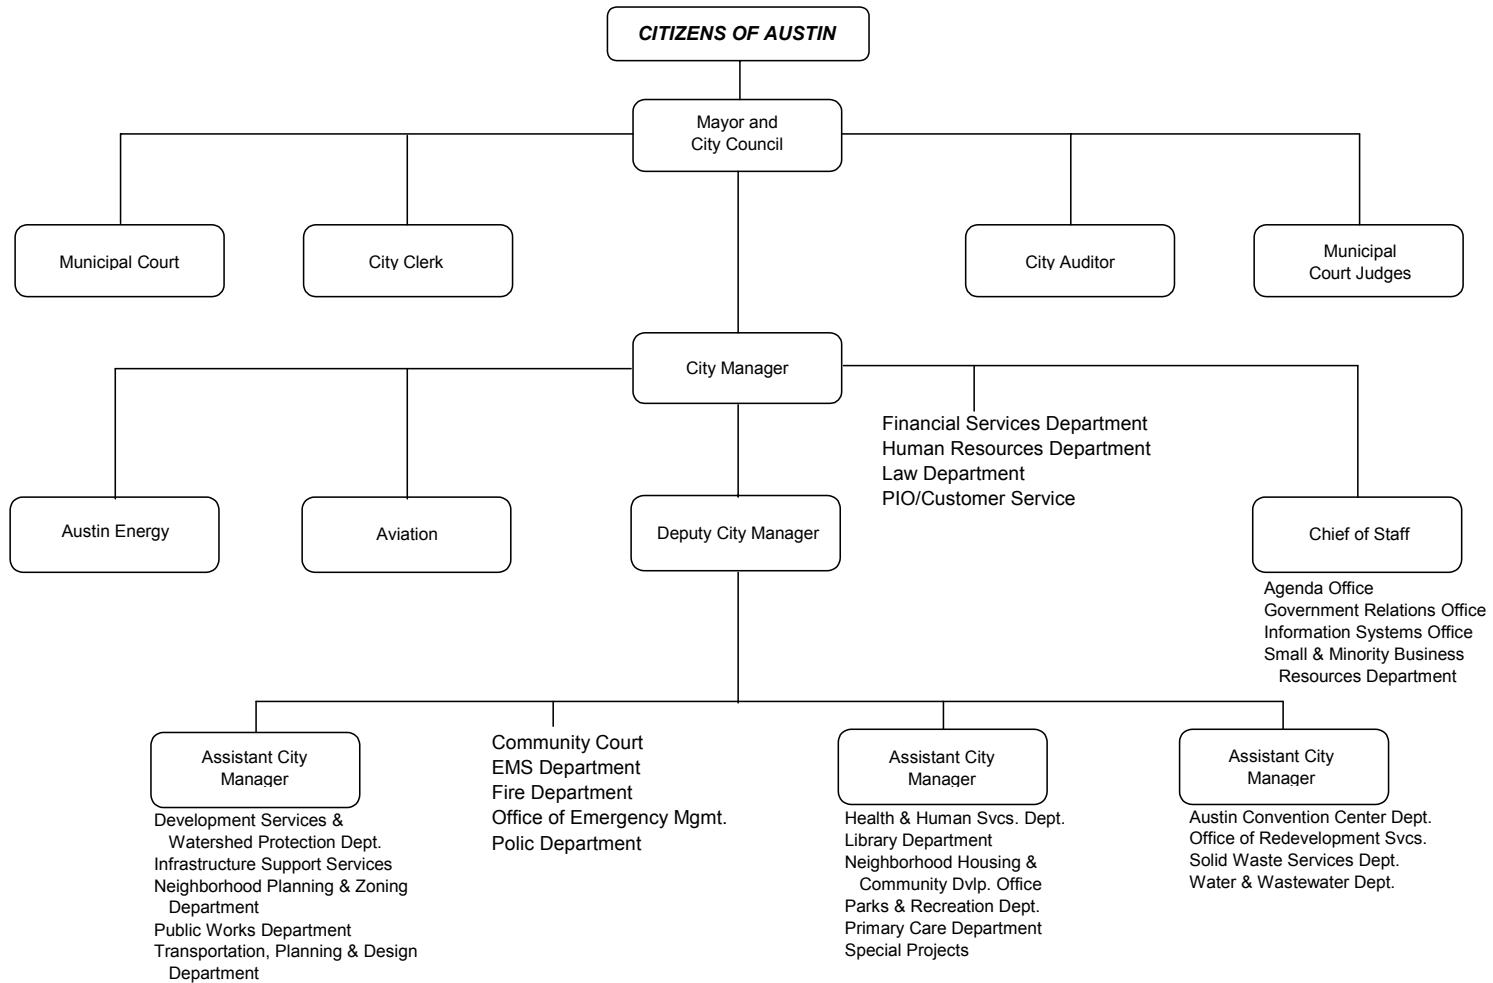 CITIZENS OF AUSTIN
Mayor and
City Council
Municipal Court
City Clerk
City Auditor
Municipal
Court Judges
City Manager
Financial Services Department
Human Resources Department
Law Department
PIO/Customer Service
Austin Energy
Aviation
Deputy City Manager
Chief of Staff
Agenda Office
Government Relations Office
Information Systems Office
Small & Minority Business
Resources Department
Assistant City
Manager
Development Services &
Watershed Protection Dept.
Infrastructure Support Services
Neighborhood Planning & Zoning
Department
Public Works Department
Transportation, Planning & Design
Department
Community Court
EMS Department
Fire Department
Office of Emergency Mgmt.
Polic Department
Assistant City
Manager
Health & Human Svcs. Dept.
Library Department
Neighborhood Housing &
Community Dvlp. Office
Parks & Recreation Dept.
Primary Care Department
Special Projects
Assistant City
Manager
Austin Convention Center Dept.
Office of Redevelopment Svcs.
Solid Waste Services Dept.
Water & Wastewater Dept.